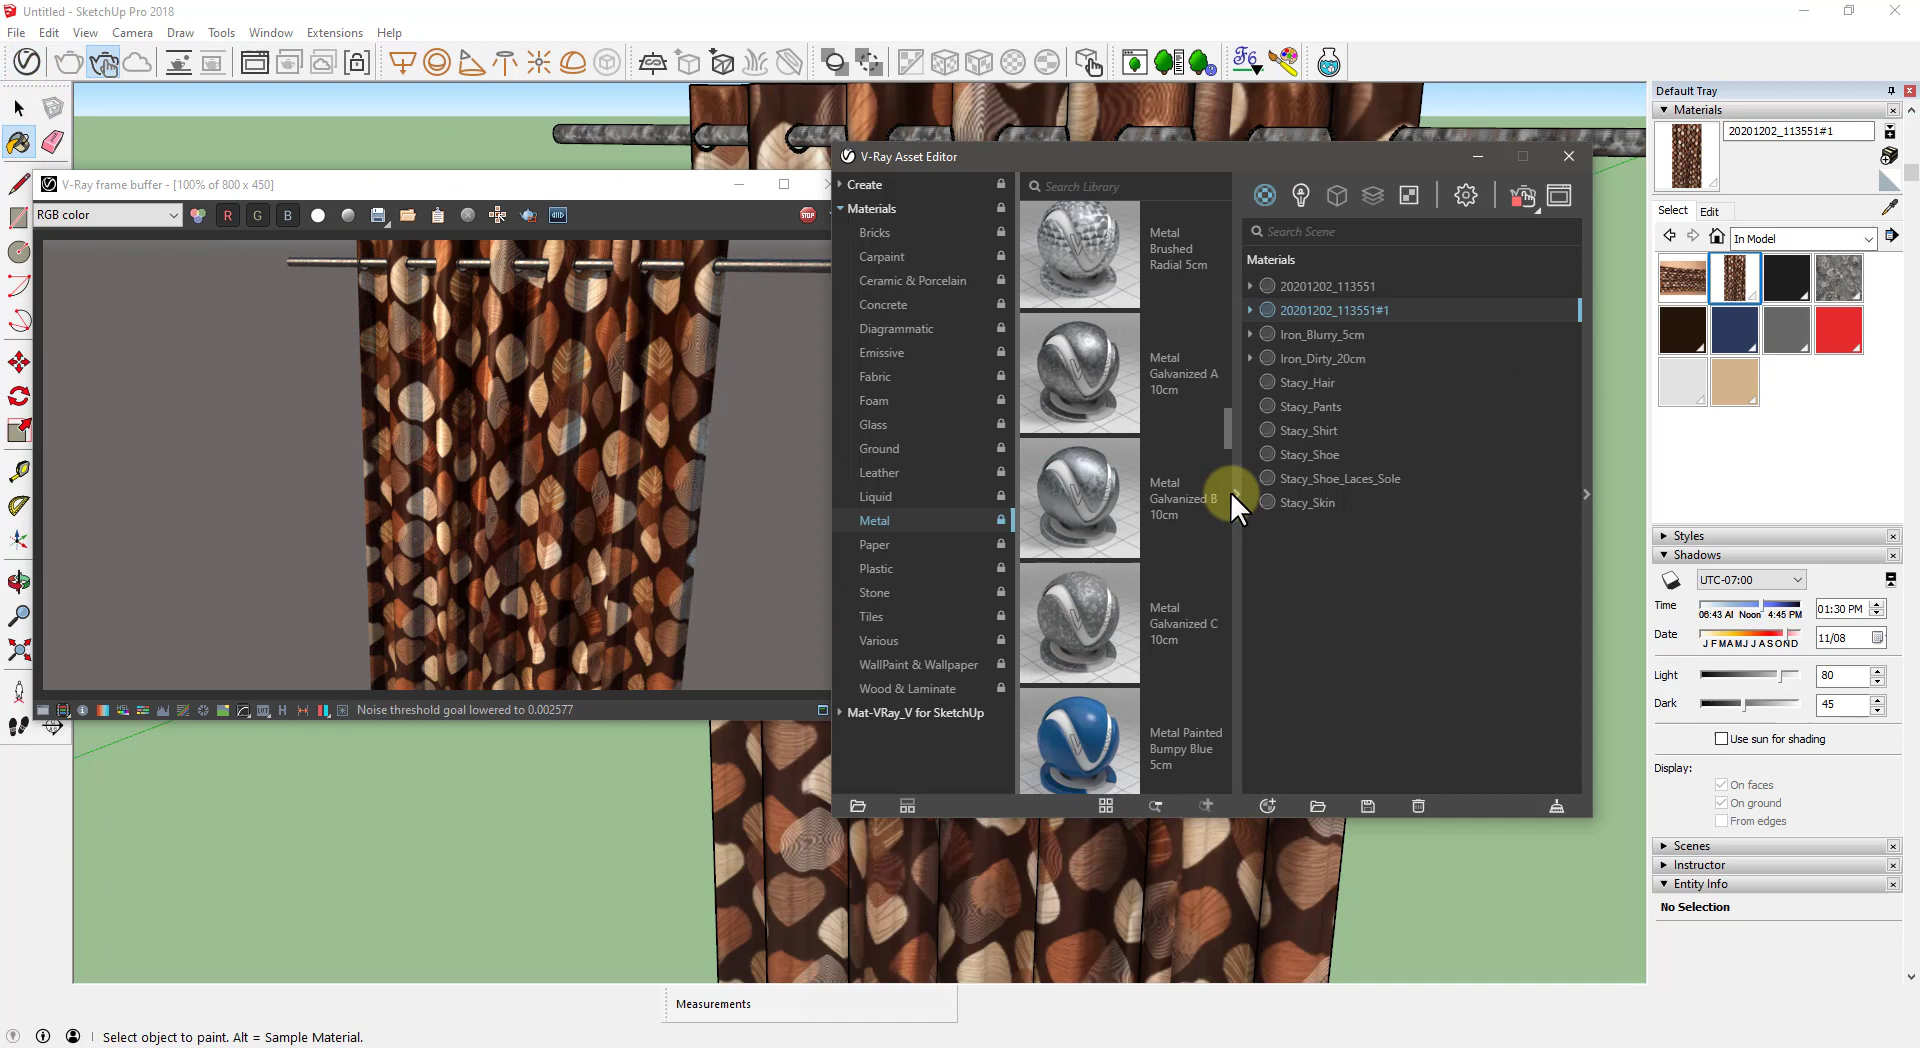 Untitled - SketchUp Pro 2018
File Edit View Camera Draw Tools Window Extensions Help
V-Ray frame buffer - [100% of 800 x 450]
RGB color
R G B
STOP
HSL
LUT
H
Noise threshold goal lowered to 0.002577
V-Ray Asset Editor
Create
Materials
Bricks
Carpaint
Ceramic & Porcelain
Concrete
Diagrammatic
Emissive
Fabric
Foam
Glass
Ground
Leather
Liquid
Metal
Paper
Plastic
Stone
Tiles
Various
WallPaint & Wallpaper
Wood & Laminate
Mat-VRay_V for SketchUp
Search Library
Metal
Brushed
Radial 5cm
Metal
Galvanized A
10cm
Metal
Galvanized B
10cm
Metal
Galvanized C
10cm
Metal Painted
Bumpy Blue
5cm
Search Scene
Materials
20201202_113551
20201202_113551#1
Iron_Blurry_5cm
Iron_Dirty_20cm
Stacy_Hair
Stacy_Pants
Stacy_Shirt
Stacy_Shoe
Stacy_Shoe_Laces_Sole
Stacy_Skin
Default Tray
Materials
20201202_113551#1
Select Edit
In Model
Styles
Shadows
UTC-07:00
Time
06:43 AI Noon 4:45 PM
01:30 PM
Date
J F M A M J J A S O N D
11/08
Light
80
Dark
45
Use sun for shading
Display:
On faces
On ground
From edges
Scenes
Instructor
Entity Info
No Selection
Measurements
Select object to paint. Alt = Sample Material.